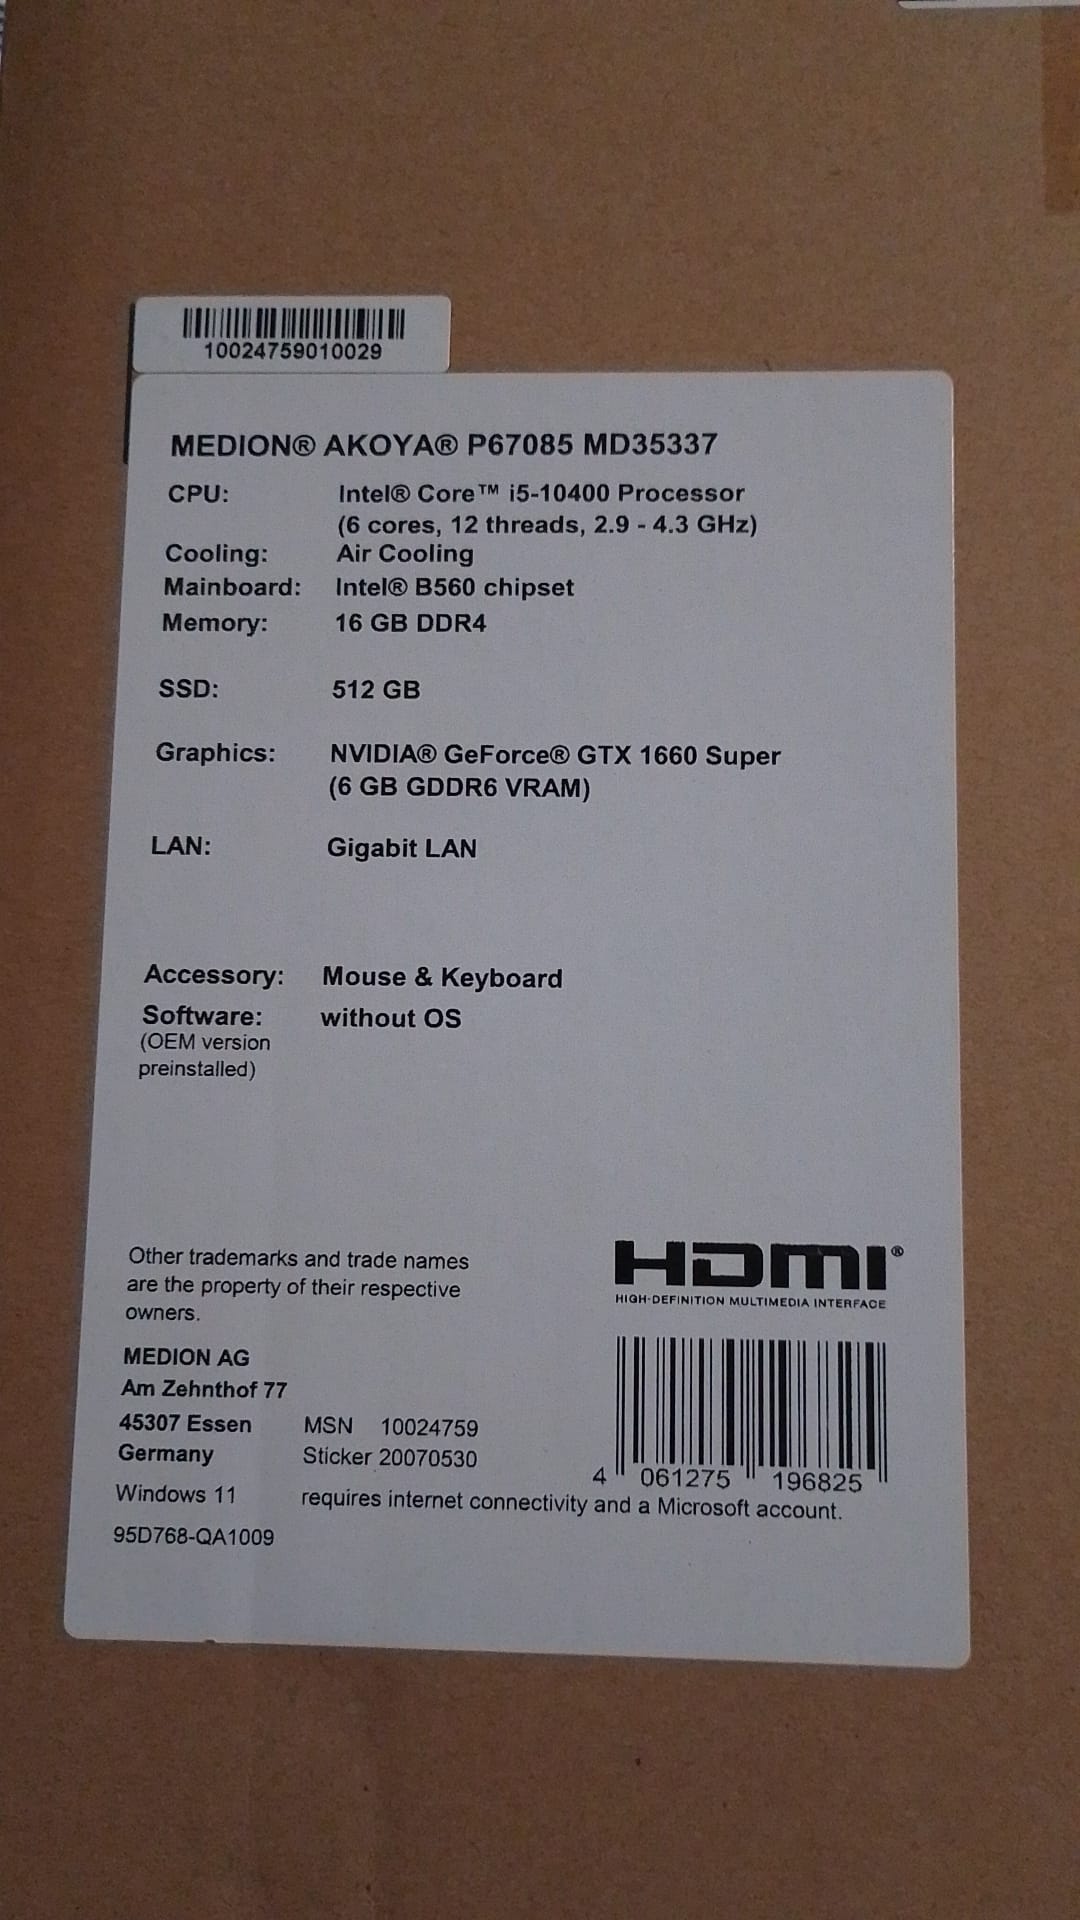 10024759010029
MEDION® AKOYA® P67085 MD35337
CPU: Intel® Core™ i5-10400 Processor
(6 cores, 12 threads, 2.9 - 4.3 GHz)
Cooling: Air Cooling
Mainboard: Intel® B560 chipset
Memory: 16 GB DDR4
SSD: 512 GB
Graphics: NVIDIA® GeForce® GTX 1660 Super
(6 GB GDDR6 VRAM)
LAN: Gigabit LAN
Accessory: Mouse & Keyboard
Software: without OS
(OEM version
preinstalled)
Other trademarks and trade names
are the property of their respective
owners.
HDMI®
HIGH-DEFINITION MULTIMEDIA INTERFACE
MEDION AG
Am Zehnthof 77
45307 Essen MSN 10024759
Germany Sticker 20070530
4 061275 196825
Windows 11 requires internet connectivity and a Microsoft account.
95D768-QA1009